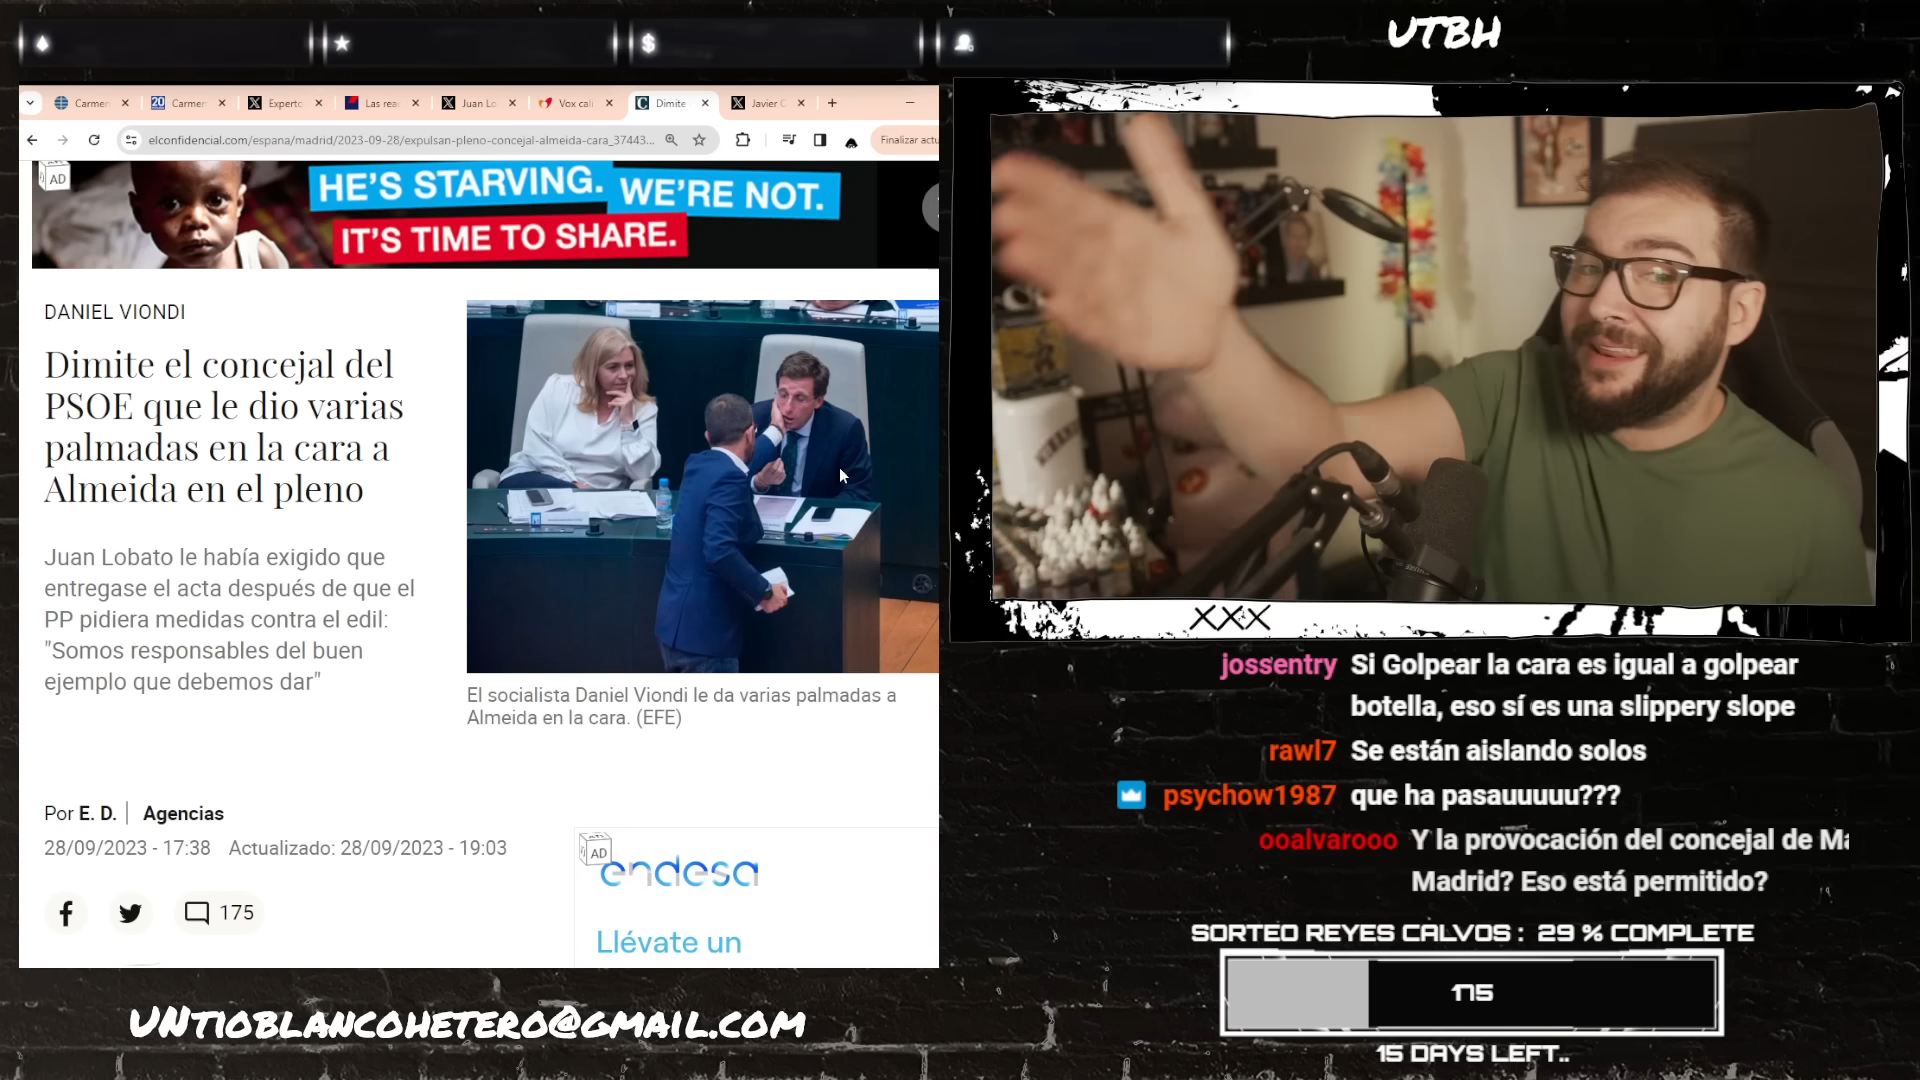 UTBH
Carmen
20
Carmen
Experto
Las rea
Juan Lo
Vox cali
Dimite
Javier
elconfidencial.com/espana/madrid/2023-09-28/expulsan-pleno-concejal-almeida-cara_37443...
Finalizar actu
AD
HE'S STARVING. WE'RE NOT.
IT'S TIME TO SHARE.
DANIEL VIONDI
Dimite el concejal del
PSOE que le dio varias
palmadas en la cara a
Almeida en el pleno
Juan Lobato le había exigido que
entregase el acta después de que el
PP pidiera medidas contra el edil:
"Somos responsables del buen
ejemplo que debemos dar"
El socialista Daniel Viondi le da varias palmadas a
Almeida en la cara. (EFE)
Por E. D. | Agencias
28/09/2023 - 17:38 Actualizado: 28/09/2023 - 19:03
175
AD
endesa
Llévate un
XXX
jossentry Si Golpear la cara es igual a golpear
botella, eso sí es una slippery slope
rawl7 Se están aislando solos
psychow1987 que ha pasauuuuu???
ooalvarooo Y la provocación del concejal de Ma
Madrid? Eso está permitido?
SORTEO REYES CALVOS : 29 % COMPLETE
175
15 DAYS LEFT..
UNTIOBLANCOHETERO@GMAIL.COM